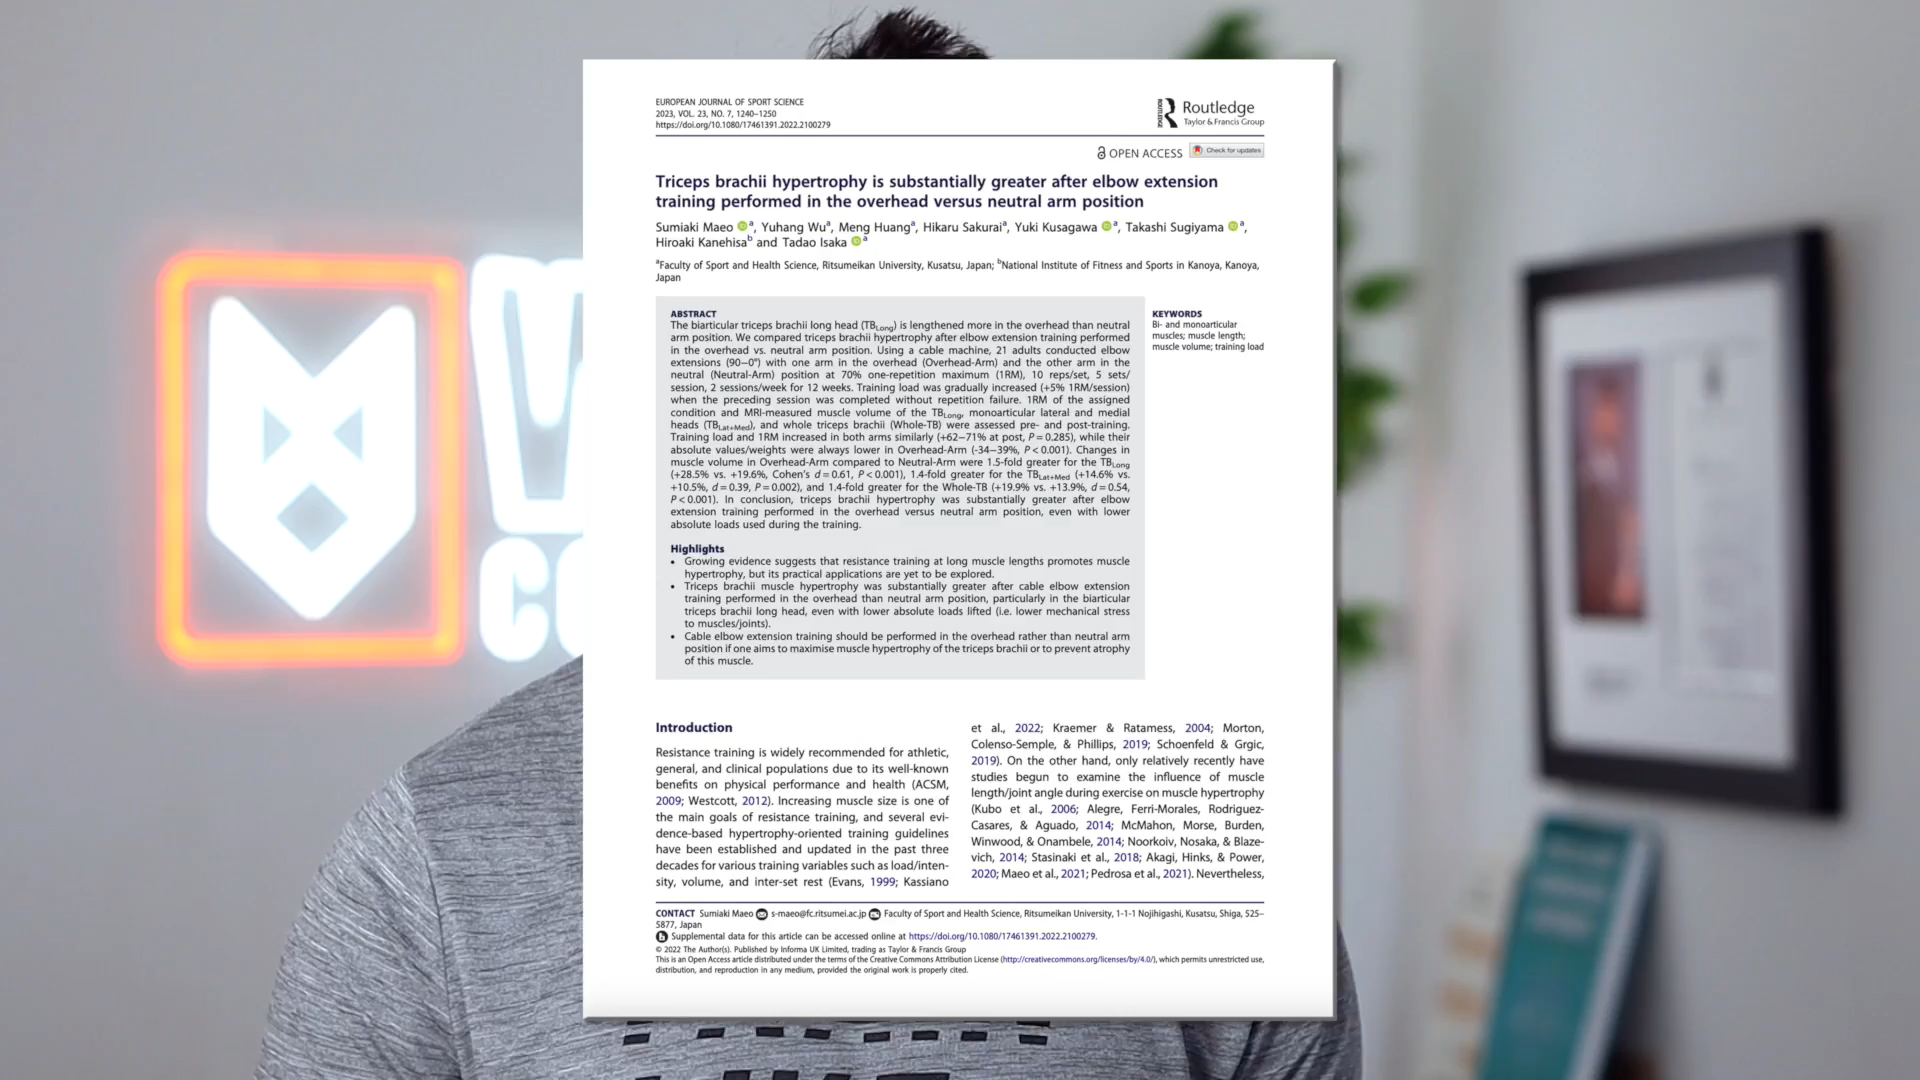 EUROPEAN JOURNAL OF SPORT SCIENCE
2023, VOL. 23, NO. 7, 1240–1250
https://doi.org/10.1080/17461391.2022.2100279
ROUTLEDGE
Routledge
Taylor & Francis Group
OPEN ACCESS
Check for updates
Triceps brachii hypertrophy is substantially greater after elbow extension
training performed in the overhead versus neutral arm position
Sumiaki Maeo iD a, Yuhang Wua, Meng Huanga, Hikaru Sakuraia, Yuki Kusagawa iD a, Takashi Sugiyama iD a,
Hiroaki Kanehisab and Tadao Isaka iD a
aFaculty of Sport and Health Science, Ritsumeikan University, Kusatsu, Japan; bNational Institute of Fitness and Sports in Kanoya, Kanoya,
Japan
ABSTRACT
The biarticular triceps brachii long head (TBLong) is lengthened more in the overhead than neutral
arm position. We compared triceps brachii hypertrophy after elbow extension training performed
in the overhead vs. neutral arm position. Using a cable machine, 21 adults conducted elbow
extensions (90–0°) with one arm in the overhead (Overhead-Arm) and the other arm in the
neutral (Neutral-Arm) position at 70% one-repetition maximum (1RM), 10 reps/set, 5 sets/
session, 2 sessions/week for 12 weeks. Training load was gradually increased (+5% 1RM/session)
when the preceding session was completed without repetition failure. 1RM of the assigned
condition and MRI-measured muscle volume of the TBLong, monoarticular lateral and medial
heads (TBLat+Med), and whole triceps brachii (Whole-TB) were assessed pre- and post-training.
Training load and 1RM increased in both arms similarly (+62–71% at post, P = 0.285), while their
absolute values/weights were always lower in Overhead-Arm (-34–39%, P < 0.001). Changes in
muscle volume in Overhead-Arm compared to Neutral-Arm were 1.5-fold greater for the TBLong
(+28.5% vs. +19.6%, Cohen's d = 0.61, P < 0.001), 1.4-fold greater for the TBLat+Med (+14.6% vs.
+10.5%, d = 0.39, P = 0.002), and 1.4-fold greater for the Whole-TB (+19.9% vs. +13.9%, d = 0.54,
P < 0.001). In conclusion, triceps brachii hypertrophy was substantially greater after elbow
extension training performed in the overhead versus neutral arm position, even with lower
absolute loads used during the training.
KEYWORDS
Bi- and monoarticular
muscles; muscle length;
muscle volume; training load
Highlights
• Growing evidence suggests that resistance training at long muscle lengths promotes muscle
hypertrophy, but its practical applications are yet to be explored.
• Triceps brachii muscle hypertrophy was substantially greater after cable elbow extension
training performed in the overhead than neutral arm position, particularly in the biarticular
triceps brachii long head, even with lower absolute loads lifted (i.e. lower mechanical stress
to muscles/joints).
• Cable elbow extension training should be performed in the overhead rather than neutral arm
position if one aims to maximise muscle hypertrophy of the triceps brachii or to prevent atrophy
of this muscle.
Introduction
Resistance training is widely recommended for athletic,
general, and clinical populations due to its well-known
benefits on physical performance and health (ACSM,
2009; Westcott, 2012). Increasing muscle size is one of
the main goals of resistance training, and several evi-
dence-based hypertrophy-oriented training guidelines
have been established and updated in the past three
decades for various training variables such as load/inten-
sity, volume, and inter-set rest (Evans, 1999; Kassiano
et al., 2022; Kraemer & Ratamess, 2004; Morton,
Colenso-Semple, & Phillips, 2019; Schoenfeld & Grgic,
2019). On the other hand, only relatively recently have
studies begun to examine the influence of muscle
length/joint angle during exercise on muscle hypertrophy
(Kubo et al., 2006; Alegre, Ferri-Morales, Rodriguez-
Casares, & Aguado, 2014; McMahon, Morse, Burden,
Winwood, & Onambele, 2014; Noorkoiv, Nosaka, & Blaze-
vich, 2014; Stasinaki et al., 2018; Akagi, Hinks, & Power,
2020; Maeo et al., 2021; Pedrosa et al., 2021). Nevertheless,
CONTACT Sumiaki Maeo s-maeo@fc.ritsumei.ac.jp Faculty of Sport and Health Science, Ritsumeikan University, 1-1-1 Nojihigashi, Kusatsu, Shiga, 525–
5877, Japan
Supplemental data for this article can be accessed online at https://doi.org/10.1080/17461391.2022.2100279.
© 2022 The Author(s). Published by Informa UK Limited, trading as Taylor & Francis Group
This is an Open Access article distributed under the terms of the Creative Commons Attribution License (http://creativecommons.org/licenses/by/4.0/), which permits unrestricted use,
distribution, and reproduction in any medium, provided the original work is properly cited.